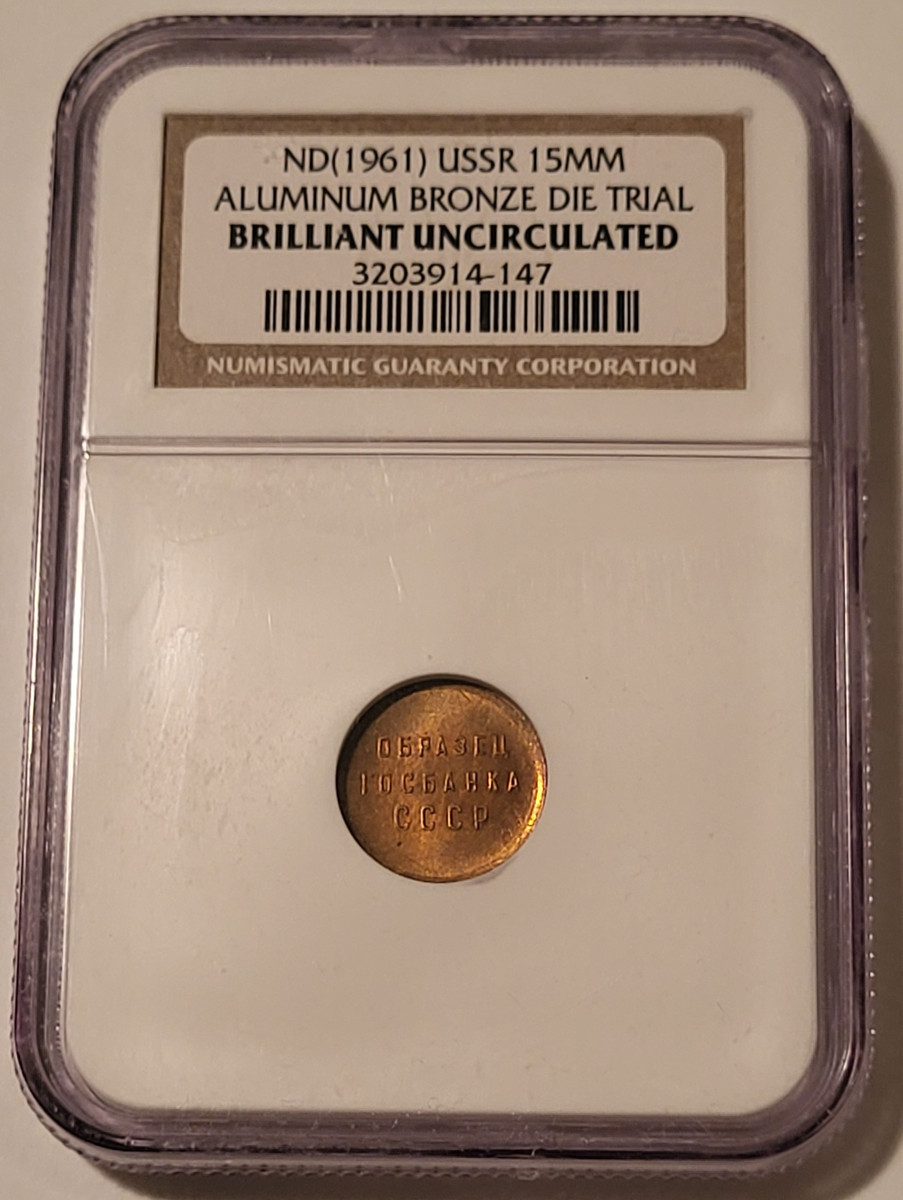 ND(1961) USSR 15MM
ALUMINUM BRONZE DIE TRIAL
BRILLIANT UNCIRCULATED
3203914-147
NUMISMATIC GUARANTY CORPORATION
ОБРАЗЕЦ
ГОСБАНКА
СССР